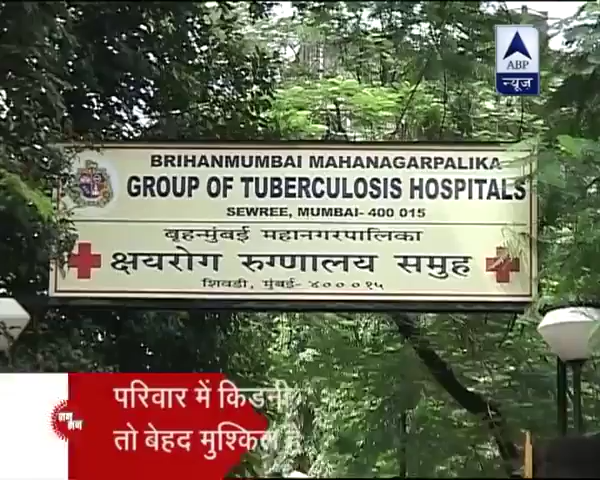 ABP
न्यूज़
BRIHANMUMBAI MAHANAGARPALIKA
GROUP OF TUBERCULOSIS HOSPITALS
SEWREE, MUMBAI- 400 015
बृहन्मुंबई महानगरपालिका
क्षयरोग रुग्णालय समुह
शिवडी, मुंबई- ४०००१५
परिवार में किडनी
तो बेहद मुश्किल है